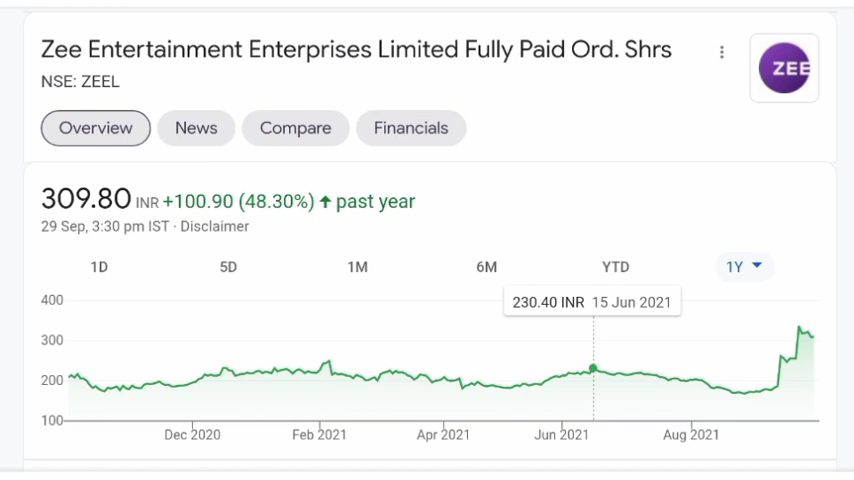 Zee Entertainment Enterprises Limited Fully Paid Ord. Shrs
ZEE
NSE: ZEEL
Overview News Compare Financials
309.80 INR +100.90 (48.30%) ↑ past year
29 Sep, 3:30 pm IST · Disclaimer
1D 5D 1M 6M YTD 1Y
230.40 INR 15 Jun 2021
400
300
200
100
Dec 2020 Feb 2021 Apr 2021 Jun 2021 Aug 2021